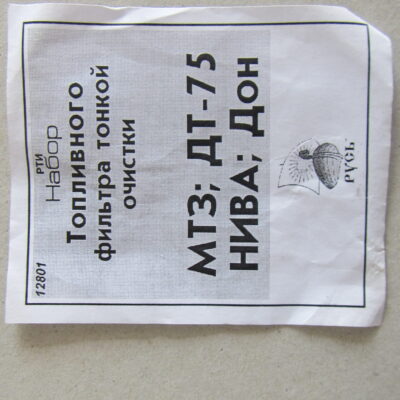 12801
РТИ
Набор
Топливного
фильтра тонкой
очистки
МТЗ; ДТ-75
НИВА; Дон
РУСЬ